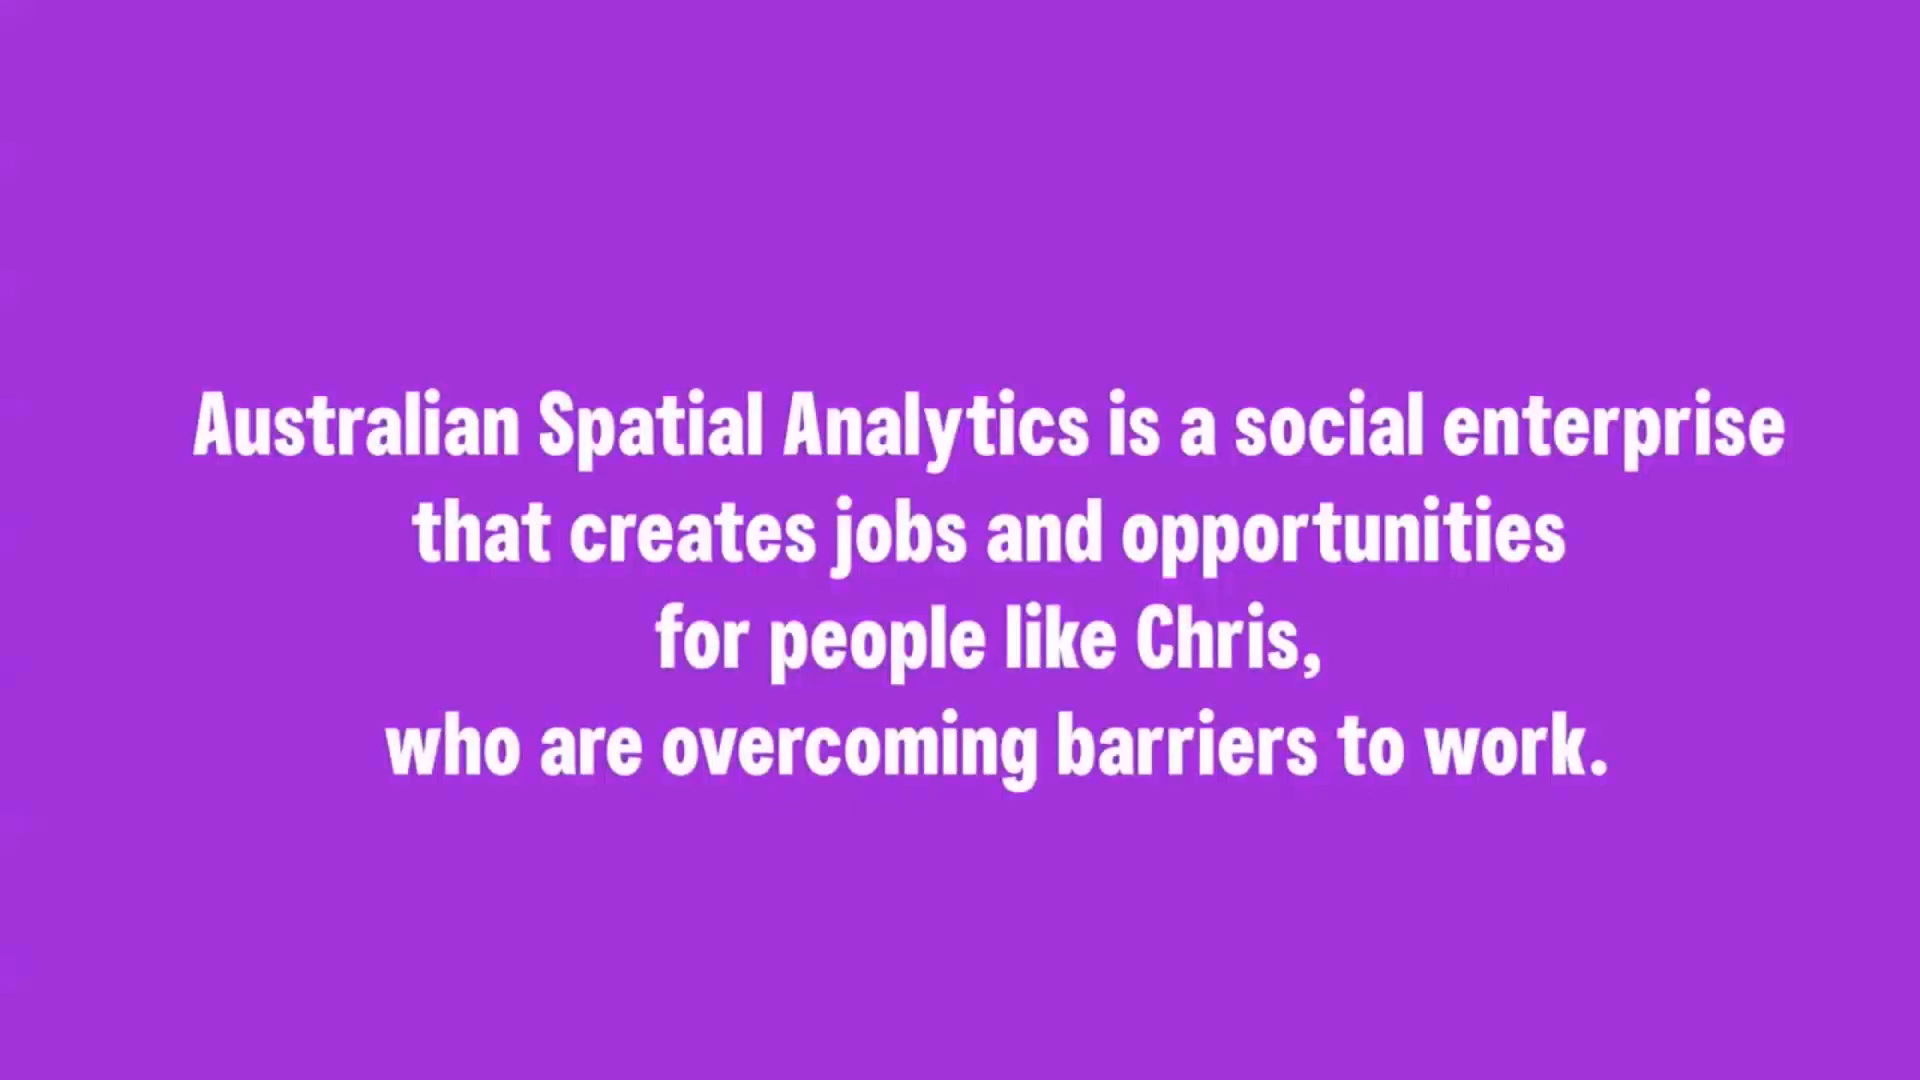 Australian Spatial Analytics is a social enterprise
that creates jobs and opportunities
for people like Chris,
who are overcoming barriers to work.